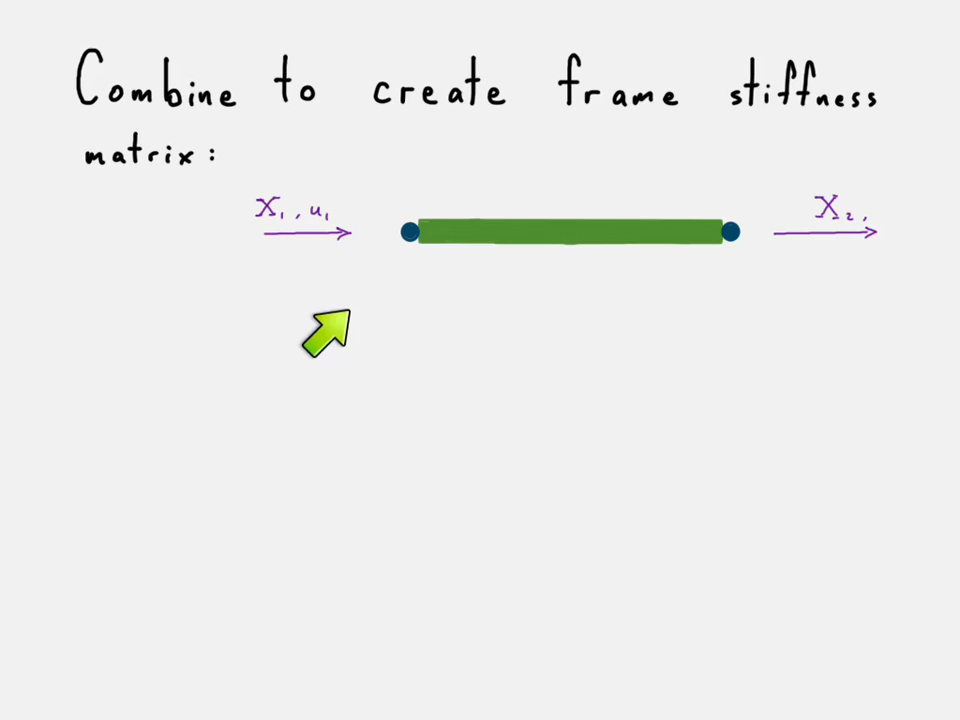 Combine to create frame stiffness
matrix:
X₁, u₁
X₂,